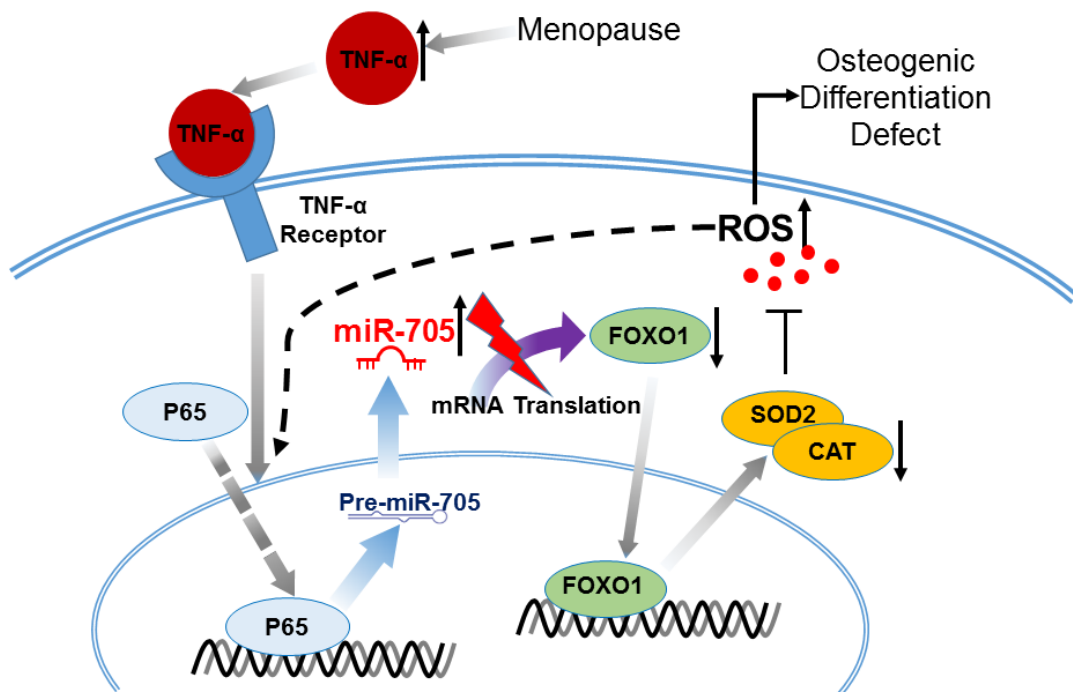 Menopause
TNF-α
TNF-α
Osteogenic
Differentiation
Defect
TNF-α
Receptor
ROS
miR-705
FOXO1
mRNA Translation
P65
SOD2
CAT
Pre-miR-705
FOXO1
P65